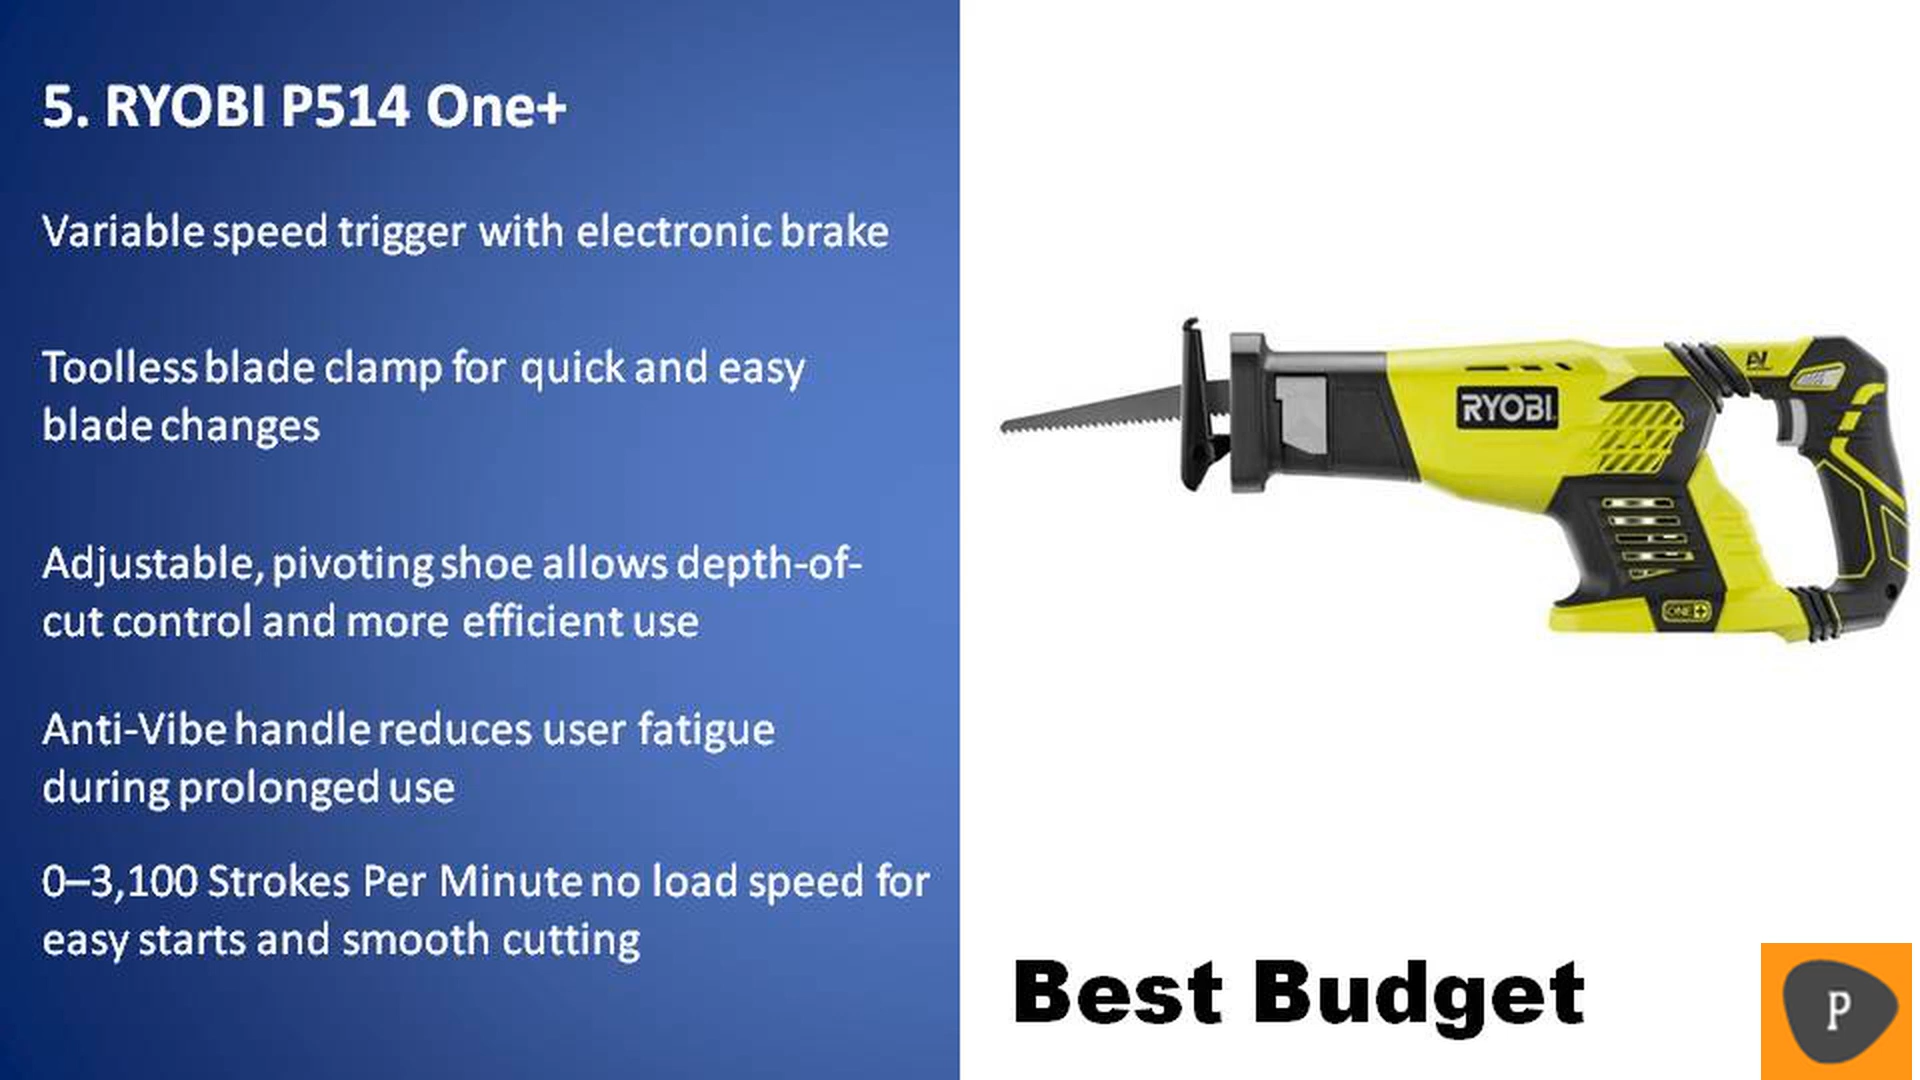 5. RYOBI P514 One+
Variable speed trigger with electronic brake
Toolless blade clamp for quick and easy
blade changes
Adjustable, pivoting shoe allows depth-of-
cut control and more efficient use
Anti-Vibe handle reduces user fatigue
during prolonged use
0–3,100 Strokes Per Minute no load speed for
easy starts and smooth cutting
RYOBI
ONE+
Best Budget
P